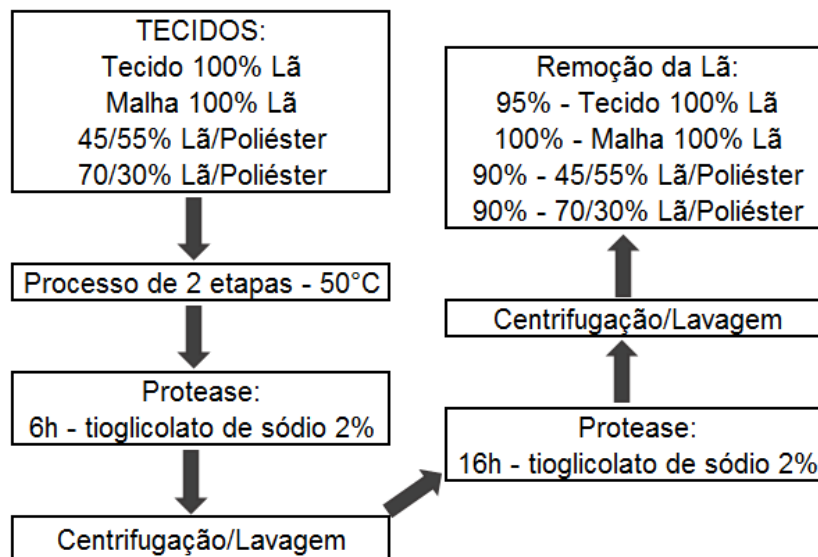 TECIDOS:
Tecido 100% Lã
Malha 100% Lã
45/55% Lã/Poliéster
70/30% Lã/Poliéster
Processo de 2 etapas - 50°C
Protease:
6h - tioglicolato de sódio 2%
Centrifugação/Lavagem
Protease:
16h - tioglicolato de sódio 2%
Centrifugação/Lavagem
Remoção da Lã:
95% - Tecido 100% Lã
100% - Malha 100% Lã
90% - 45/55% Lã/Poliéster
90% - 70/30% Lã/Poliéster